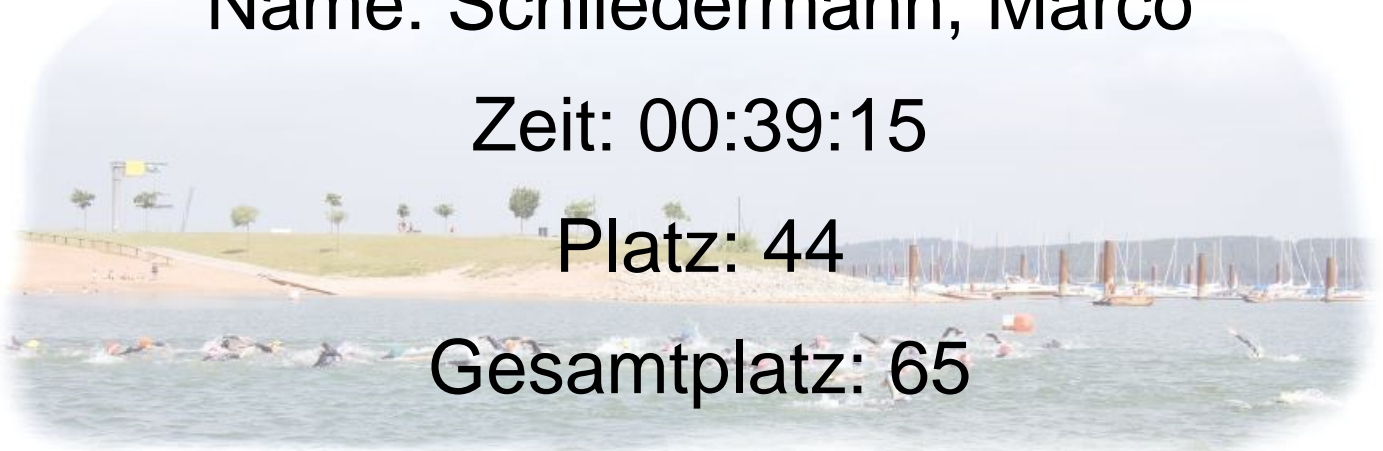 Name: Schliedermann, Marco
Zeit: 00:39:15
Platz: 44
Gesamtplatz: 65